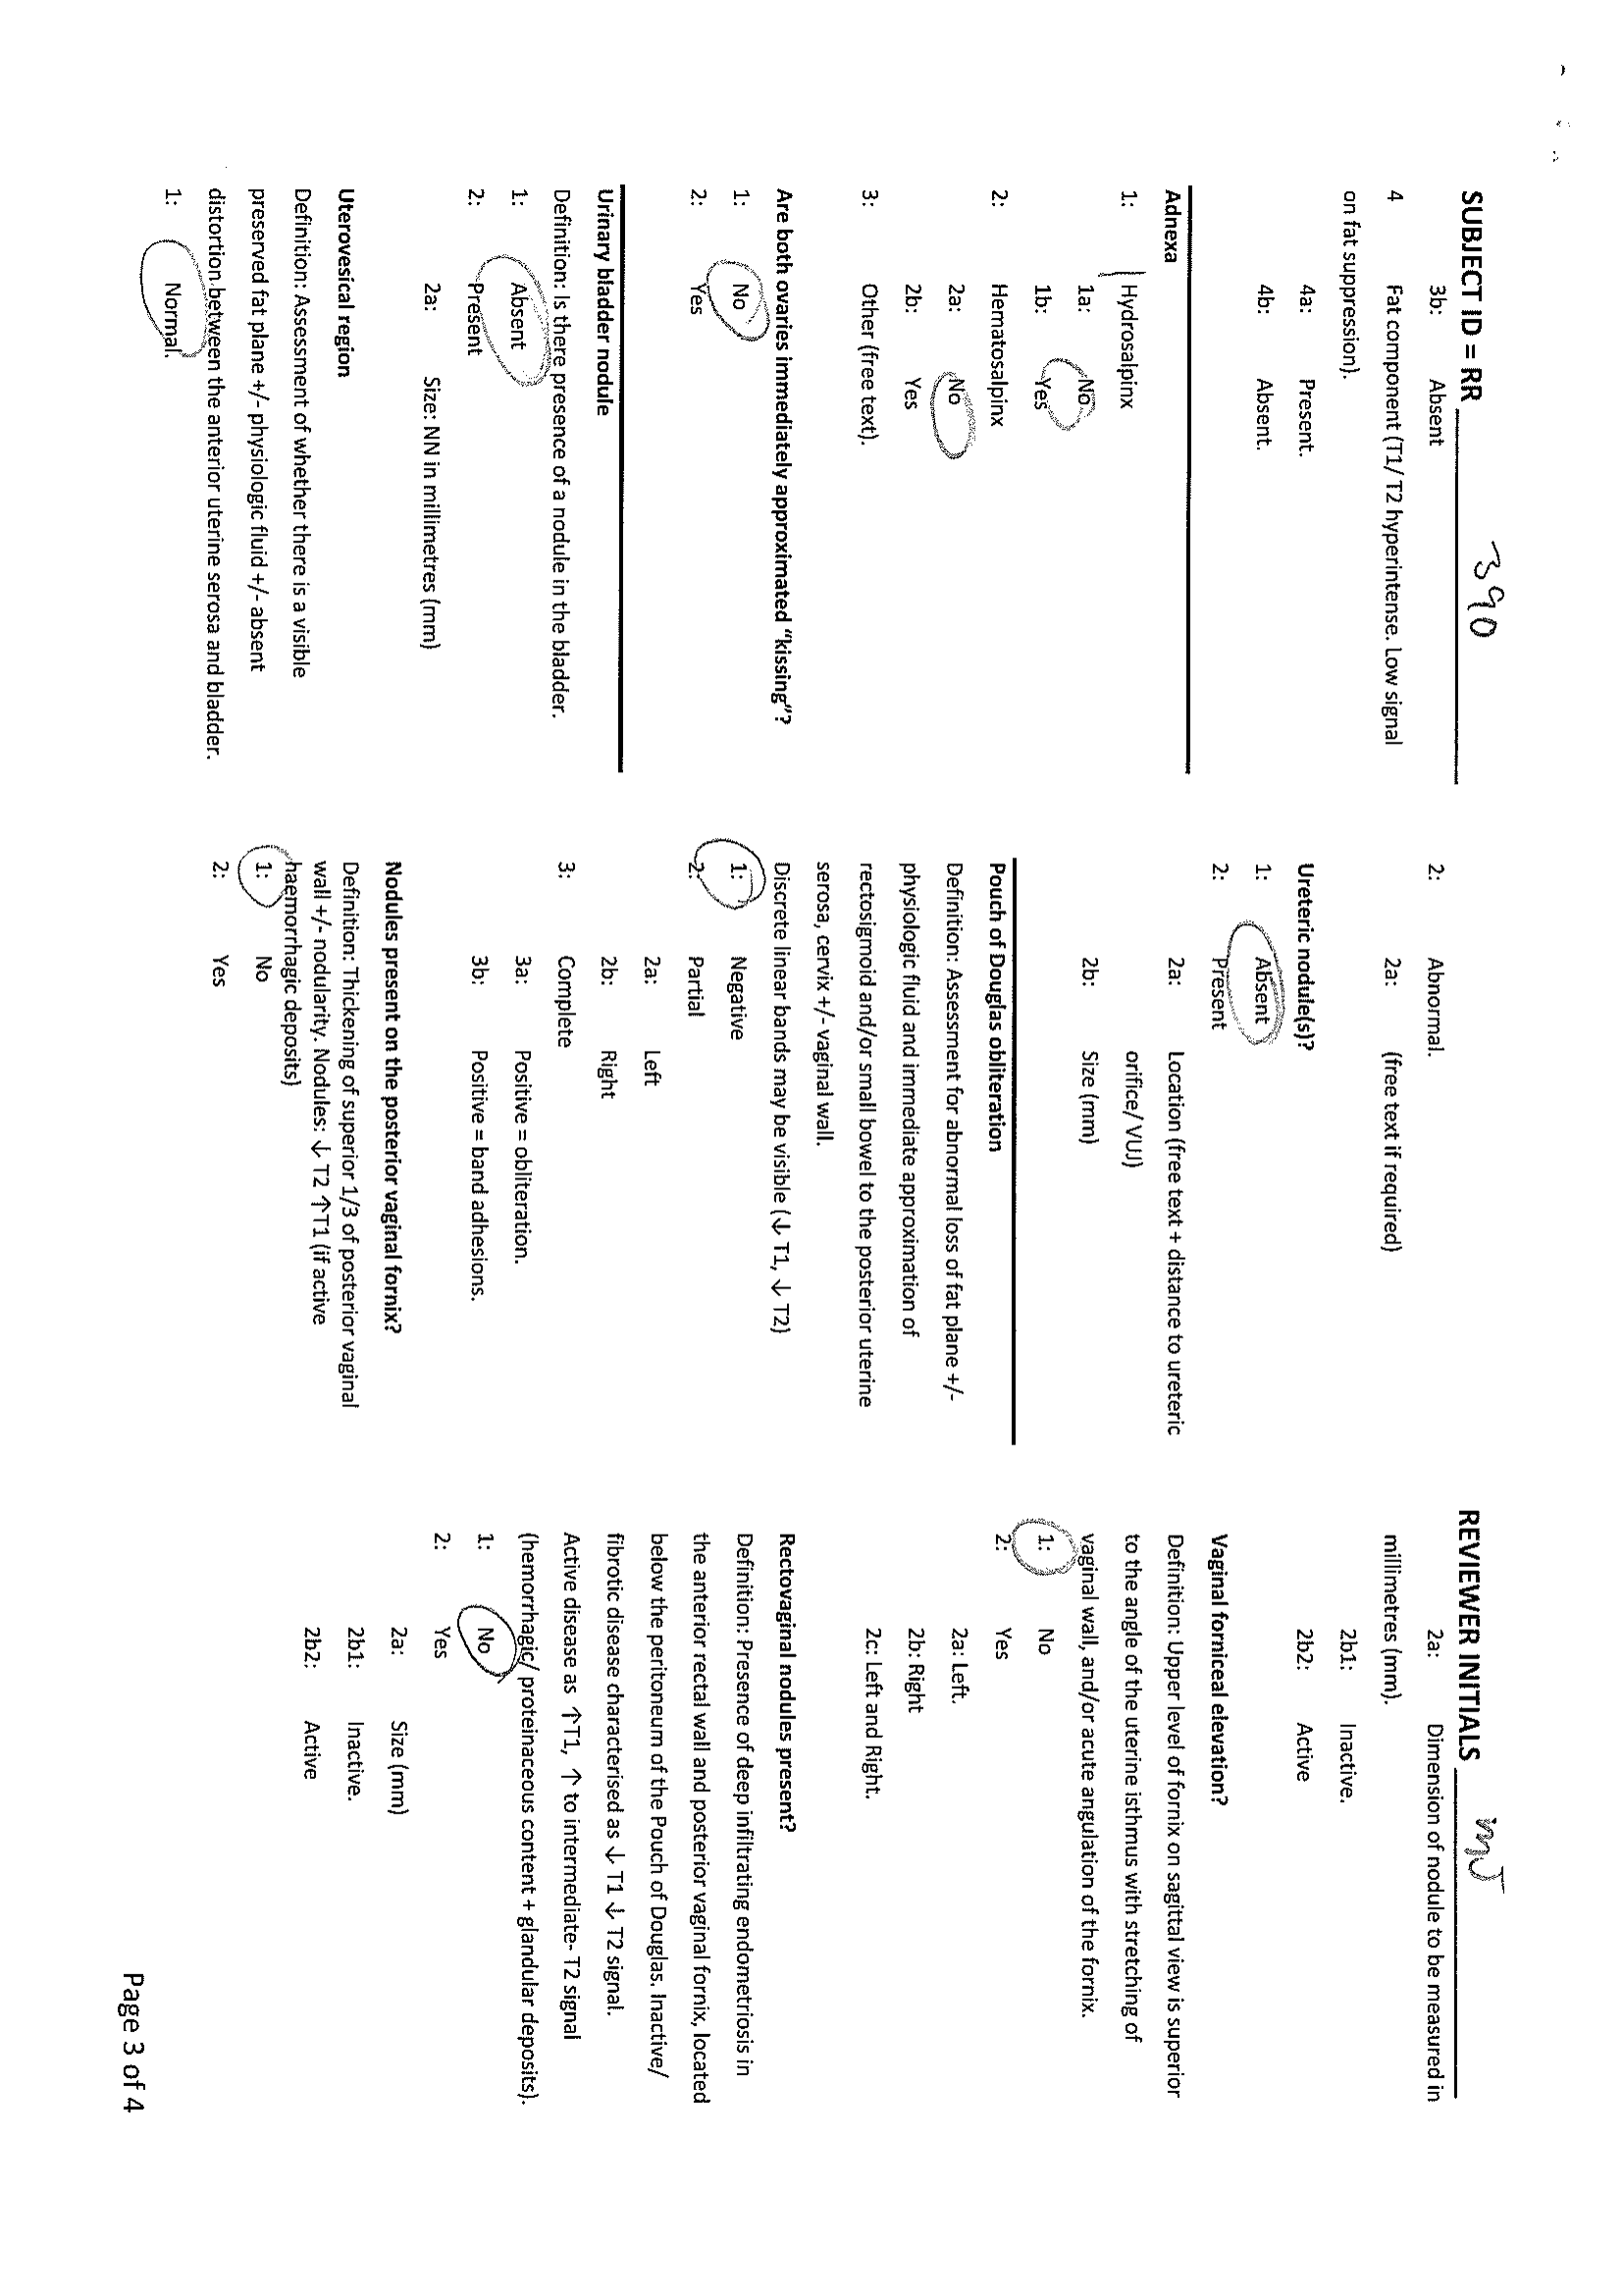 SUBJECT ID = RR 390
3b: Absent
4 Fat component (T1/ T2 hyperintense. Low signal
on fat suppression).
4a: Present.
4b: Absent.
Adnexa
1: Hydrosalpinx
1a: No
1b: Yes
2: Hematosalpinx
2a: No
2b: Yes
3: Other (free text).
Are both ovaries immediately approximated "kissing"?
1: No
2: Yes
Urinary bladder nodule
Definition: Is there presence of a nodule in the bladder.
1: Absent
2: Present
2a: Size: NN in millimetres (mm)
Uterovesical region
Definition: Assessment of whether there is a visible
preserved fat plane +/- physiologic fluid +/- absent
distortion between the anterior uterine serosa and bladder.
1: Normal.
2: Abnormal.
2a: (free text if required)
Ureteric nodule(s)?
1: Absent
2: Present
2a: Location (free text + distance to ureteric
orifice/ VUJ)
2b: Size (mm)
Pouch of Douglas obliteration
Definition: Assessment for abnormal loss of fat plane +/-
physiologic fluid and immediate approximation of
rectosigmoid and/or small bowel to the posterior uterine
serosa, cervix +/- vaginal wall.
Discrete linear bands may be visible (↓ T1, ↓ T2)
1: Negative
2: Partial
2a: Left
2b: Right
3: Complete
3a: Positive = obliteration.
3b: Positive = band adhesions.
Nodules present on the posterior vaginal fornix?
Definition: Thickening of superior 1/3 of posterior vaginal
wall +/- nodularity. Nodules: ↓ T2 ↑T1 (if active
haemorrhagic deposits)
1: No
2: Yes
REVIEWER INITIALS MJ
2a: Dimension of nodule to be measured in
millimetres (mm).
2b1: Inactive.
2b2: Active
Vaginal forniceal elevation?
Definition: Upper level of fornix on sagittal view is superior
to the angle of the uterine isthmus with stretching of
vaginal wall, and/or acute angulation of the fornix.
1: No
2: Yes
2a: Left.
2b: Right
2c: Left and Right.
Rectovaginal nodules present?
Definition: Presence of deep infiltrating endometriosis in
the anterior rectal wall and posterior vaginal fornix, located
below the peritoneum of the Pouch of Douglas. Inactive/
fibrotic disease characterised as ↓ T1 ↓ T2 signal.
Active disease as ↑T1, ↑ to intermediate- T2 signal
(hemorrhagic/ proteinaceous content + glandular deposits).
1: No
2: Yes
2a: Size (mm)
2b1: Inactive.
2b2: Active
Page 3 of 4